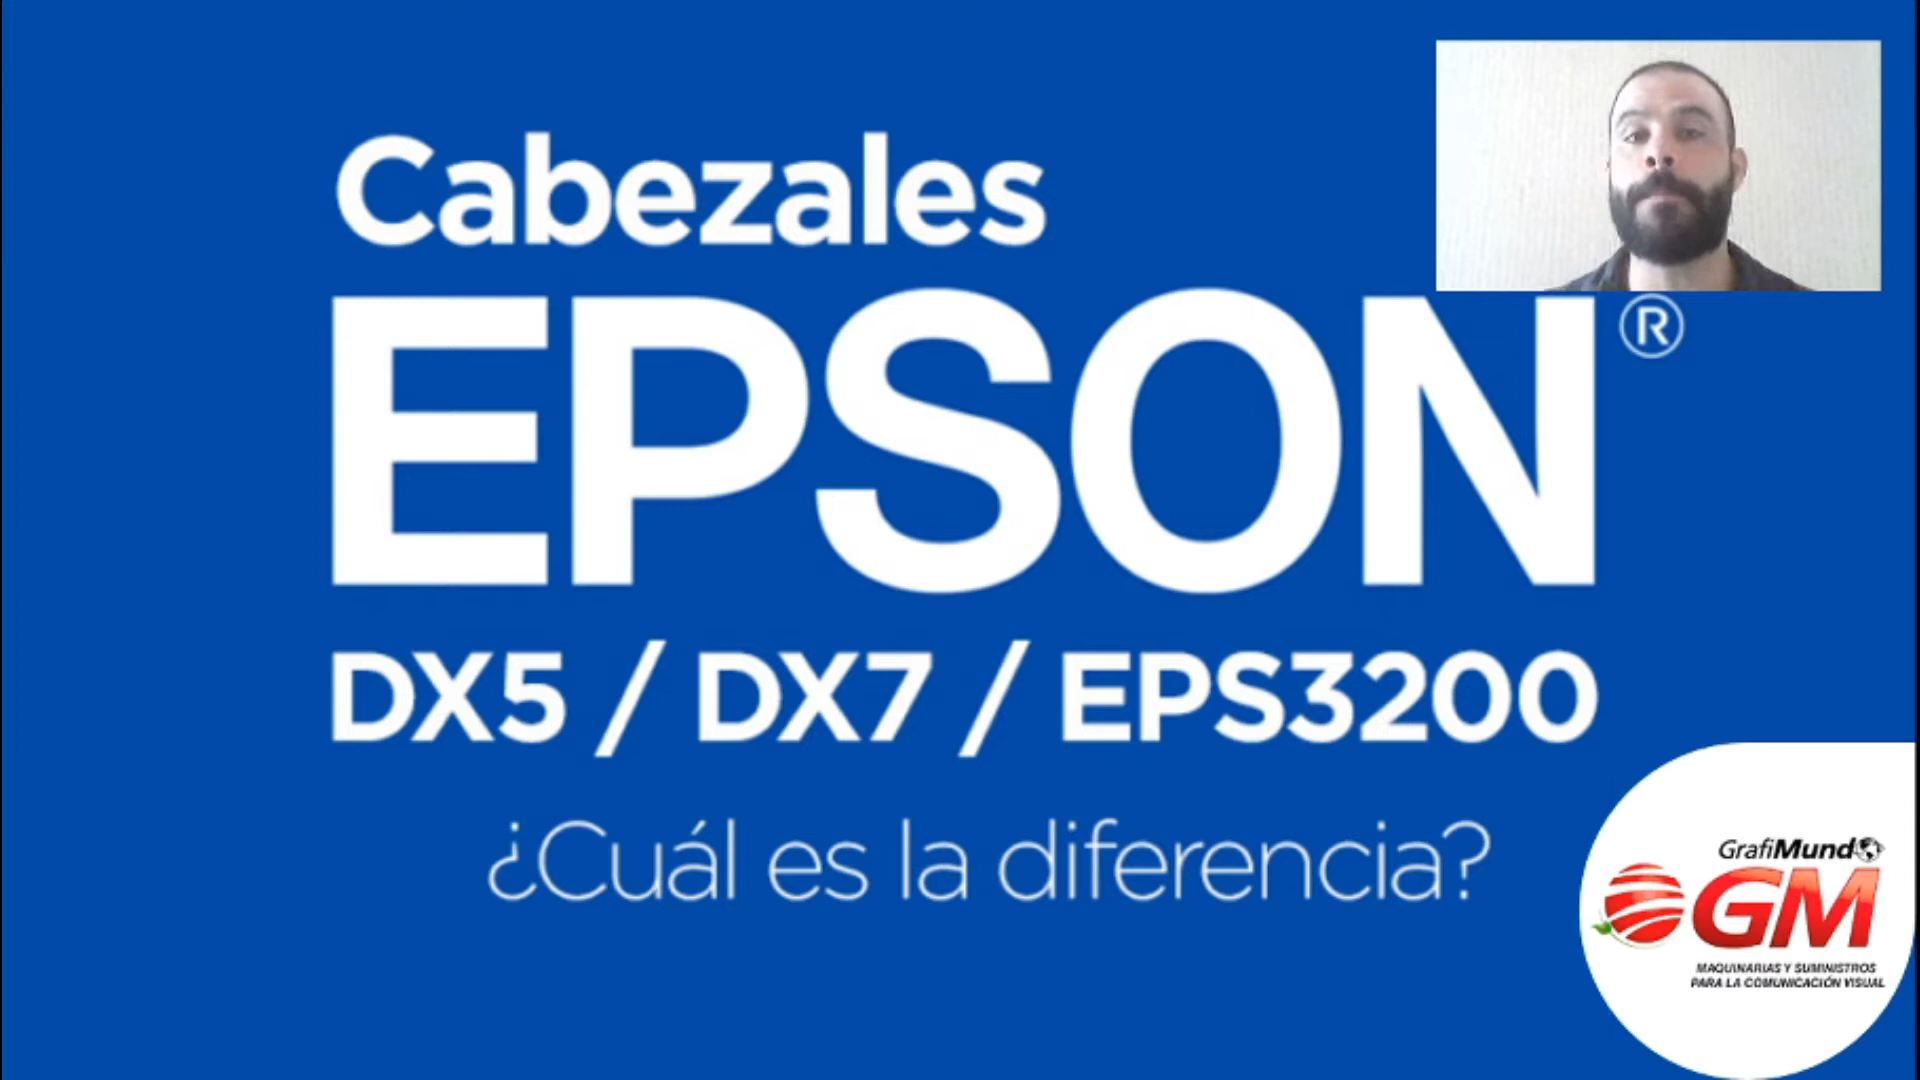 Cabezales
EPSON®
DX5 / DX7 / EPS3200
¿Cuál es la diferencia?
GrafiMundo
GM
MAQUINARIAS Y SUMINISTROS
PARA LA COMUNICACIÓN VISUAL